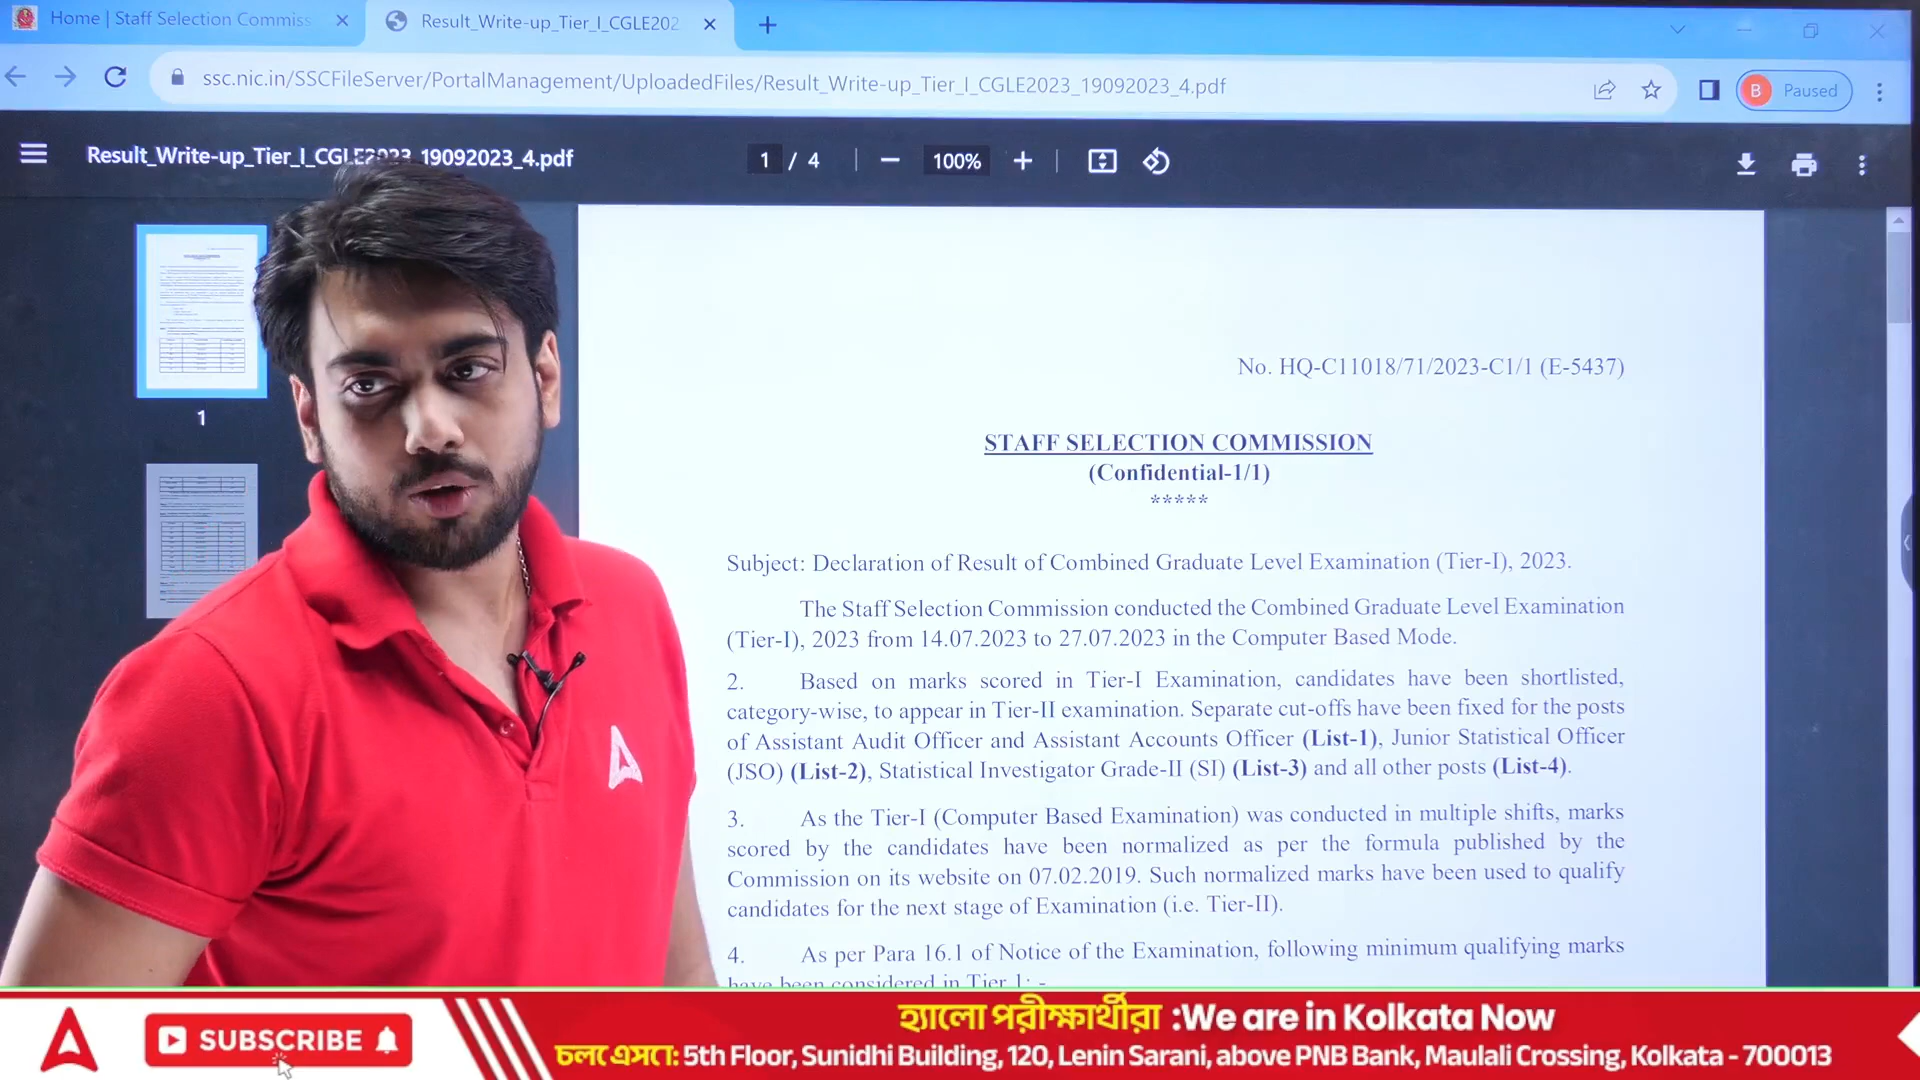 Home | Staff Selection Commiss
Result_Write-up_Tier_I_CGLE202
ssc.nic.in/SSCFileServer/PortalManagement/UploadedFiles/Result_Write-up_Tier_I_CGLE2023_19092023_4.pdf
B Paused
Result_Write-up_Tier_I_CGLE2023_19092023_4.pdf
1 / 4
100%
1
No. HQ-C11018/71/2023-C1/1 (E-5437)
STAFF SELECTION COMMISSION
(Confidential-1/1)
*****
Subject: Declaration of Result of Combined Graduate Level Examination (Tier-I), 2023.
The Staff Selection Commission conducted the Combined Graduate Level Examination
(Tier-I), 2023 from 14.07.2023 to 27.07.2023 in the Computer Based Mode.
2. Based on marks scored in Tier-I Examination, candidates have been shortlisted,
category-wise, to appear in Tier-II examination. Separate cut-offs have been fixed for the posts
of Assistant Audit Officer and Assistant Accounts Officer (List-1), Junior Statistical Officer
(JSO) (List-2), Statistical Investigator Grade-II (SI) (List-3) and all other posts (List-4).
3. As the Tier-I (Computer Based Examination) was conducted in multiple shifts, marks
scored by the candidates have been normalized as per the formula published by the
Commission on its website on 07.02.2019. Such normalized marks have been used to qualify
candidates for the next stage of Examination (i.e. Tier-II).
4. As per Para 16.1 of Notice of the Examination, following minimum qualifying marks
have been considered in Tier 1: -
SUBSCRIBE
হ্যালো পরীক্ষার্থীরা :We are in Kolkata Now
চলে এসো: 5th Floor, Sunidhi Building, 120, Lenin Sarani, above PNB Bank, Maulali Crossing, Kolkata - 700013